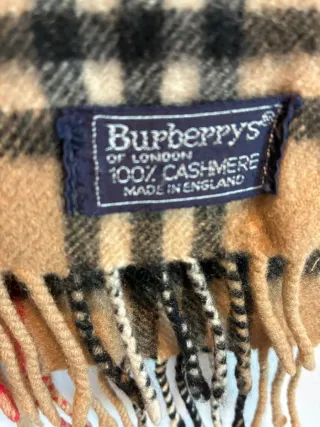 Burberrys®
OF LONDON
100% CASHMERE
MADE IN ENGLAND